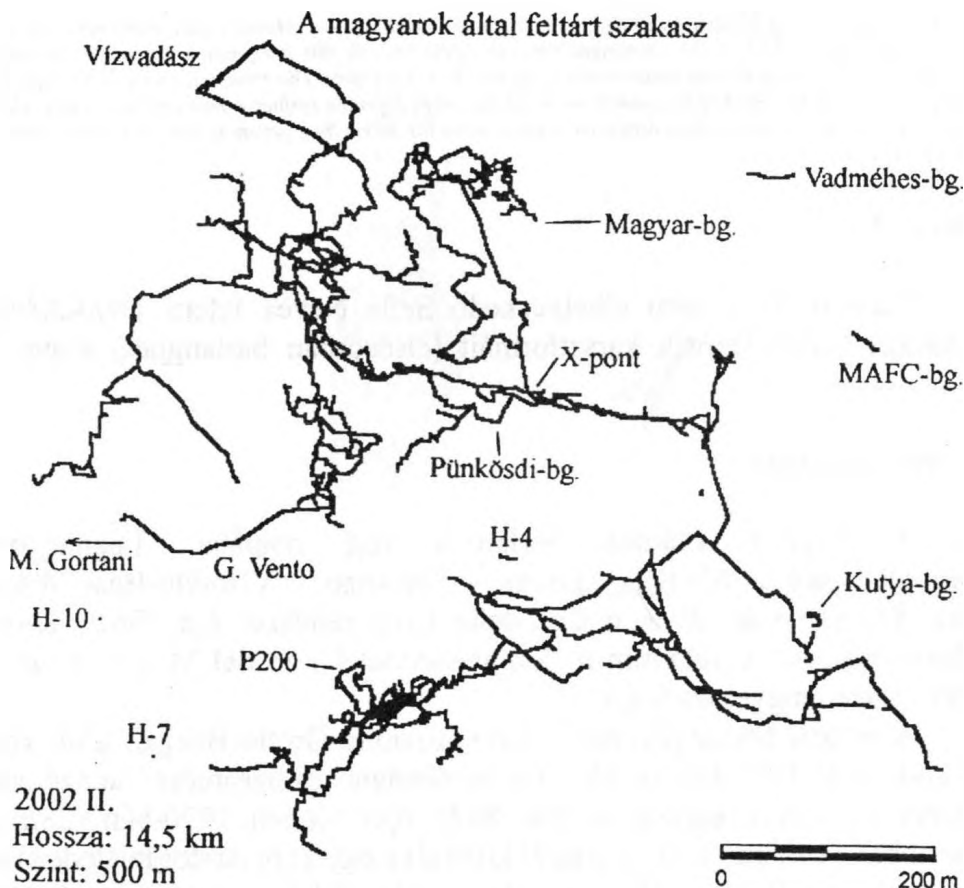 A magyarok által feltárt szakasz
Vízvadász
Vadméhes-bg.
Magyar-bg.
X-pont
MAFC-bg.
Pünkösdi-bg.
H-4
M. Gortani
G. Vento
Kutya-bg.
H-10
P200
H-7
2002 II.
Hossza: 14,5 km
Szint: 500 m
0 200 m